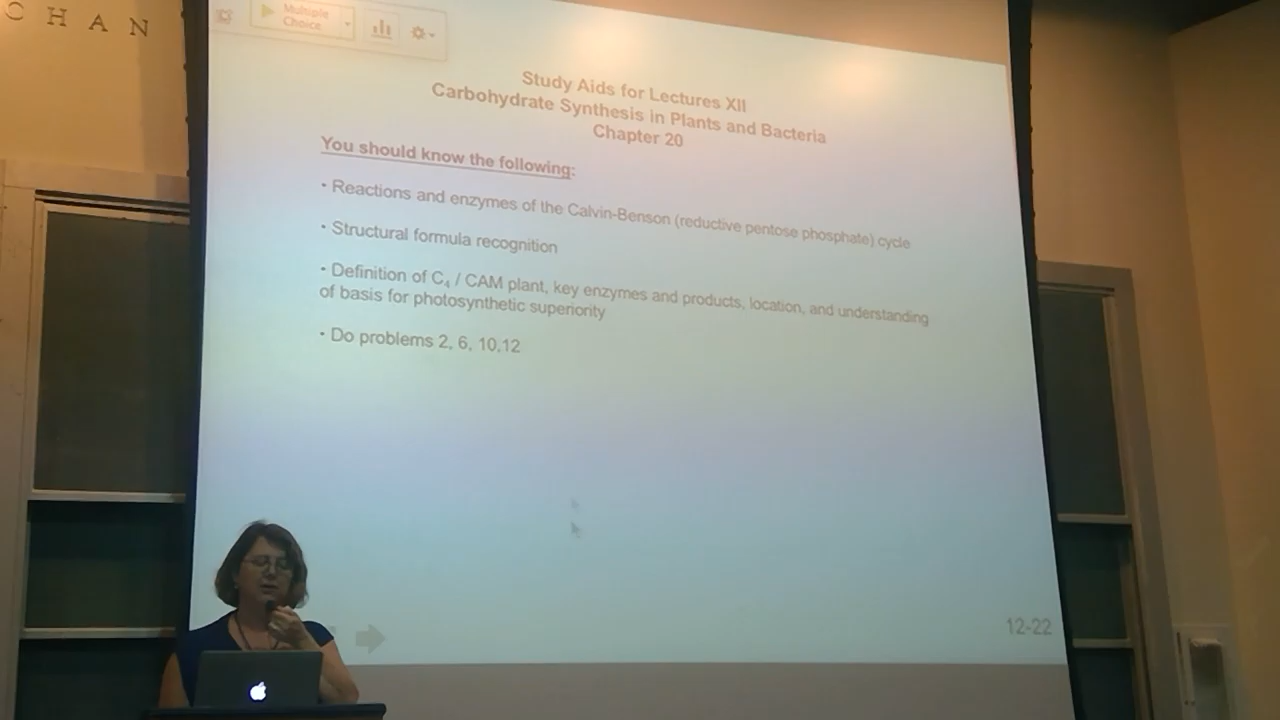 C H A N
Multiple
Choice
Study Aids for Lectures XII
Carbohydrate Synthesis in Plants and Bacteria
Chapter 20
You should know the following:
• Reactions and enzymes of the Calvin-Benson (reductive pentose phosphate) cycle
• Structural formula recognition
• Definition of C₄ / CAM plant, key enzymes and products, location, and understanding
of basis for photosynthetic superiority
• Do problems 2, 6, 10,12
12-22